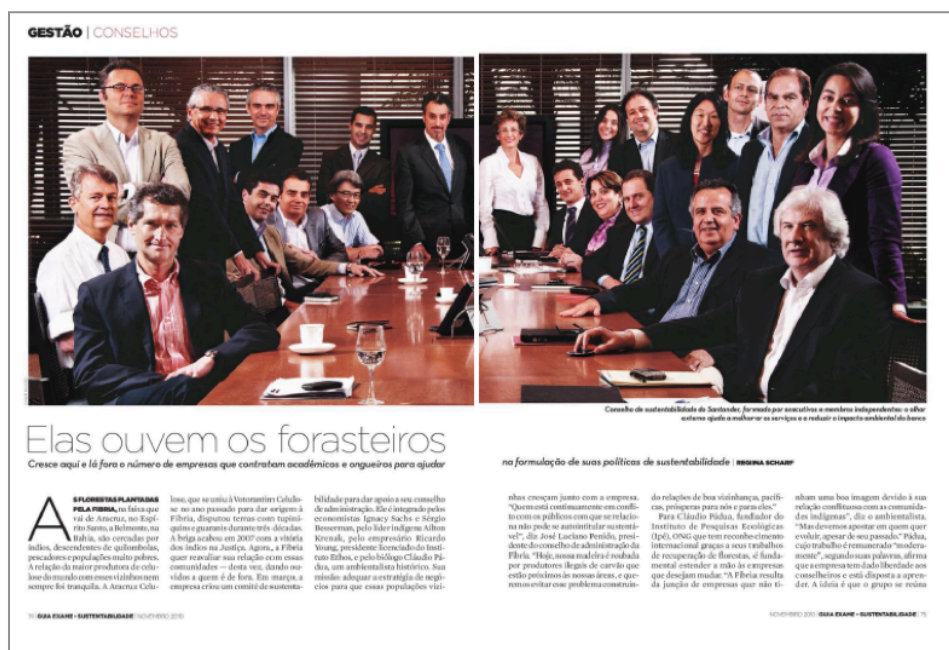 GESTÃO | CONSELHOS
Conselho de sustentabilidade do Santander, formado por executivos e membros independentes: o olhar
externo ajuda a melhorar os serviços e a reduzir o impacto ambiental do banco
Elas ouvem os forasteiros
Cresce aqui e lá fora o número de empresas que contratam acadêmicos e ongueiros para ajudar
na formulação de suas políticas de sustentabilidade | REGINA SCHARF
AS FLORESTAS PLANTADAS
PELA FIBRIA, na faixa que
vai de Aracruz, no Espí-
rito Santo, a Belmonte, na
Bahia, são cercadas por
índios, descendentes de quilombolas,
pescadores e populações muito pobres.
A relação da maior produtora de celu-
lose do mundo com esses vizinhos nem
sempre foi tranquila. A Aracruz Celu-
lose, que se uniu à Votorantim Celulo-
se no ano passado para dar origem à
Fibria, disputou terras com tupini-
quins e guaranis durante três décadas.
A briga acabou em 2007 com a vitória
dos índios na Justiça. Agora, a Fibria
quer reavaliar sua relação com essas
comunidades — desta vez, dando ou-
vidos a quem é de fora. Em março, a
empresa criou um comitê de sustenta-
bilidade para dar apoio a seu conselho
de administração. Ele é integrado pelos
economistas Ignacy Sachs e Sérgio
Besserman, pelo líder indígena Ailton
Krenak, pelo empresário Ricardo
Young, presidente licenciado do Insti-
tuto Ethos, e pelo biólogo Cláudio Pá-
dua, um ambientalista histórico. Sua
missão: adequar a estratégia de negó-
cios para que essas populações vizi-
nhas cresçam junto com a empresa.
"Quem está continuamente em confli-
to com os públicos com que se relacio-
na não pode se autointitular sustentá-
vel", diz José Luciano Penido, presi-
dente do conselho de administração da
Fibria. "Hoje, nossa madeira é roubada
por produtores ilegais de carvão que
estão próximos às nossas áreas, e que-
remos evitar esse problema construin-
do relações de boa vizinhança, pacífi-
cas, prósperas para nós e para eles."
Para Cláudio Pádua, fundador do
Instituto de Pesquisas Ecológicas
(Ipê), ONG que tem reconhecimento
internacional graças a seus trabalhos
de recuperação de florestas, é funda-
mental estender a mão às empresas
que desejam mudar. "A Fibria resulta
da junção de empresas que não ti-
nham uma boa imagem devido à sua
relação conflituosa com as comunida-
des indígenas", diz o ambientalista.
"Mas devemos apostar em quem quer
evoluir, apesar de seu passado." Pádua,
cujo trabalho é remunerado "modera-
damente", segundo suas palavras, afirma
que a empresa tem dado liberdade aos
conselheiros e está disposta a apren-
der. A ideia é que o grupo se reúna
74 | GUIA EXAME • SUSTENTABILIDADE | NOVEMBRO 2010
NOVEMBRO 2010 | GUIA EXAME • SUSTENTABILIDADE | 75